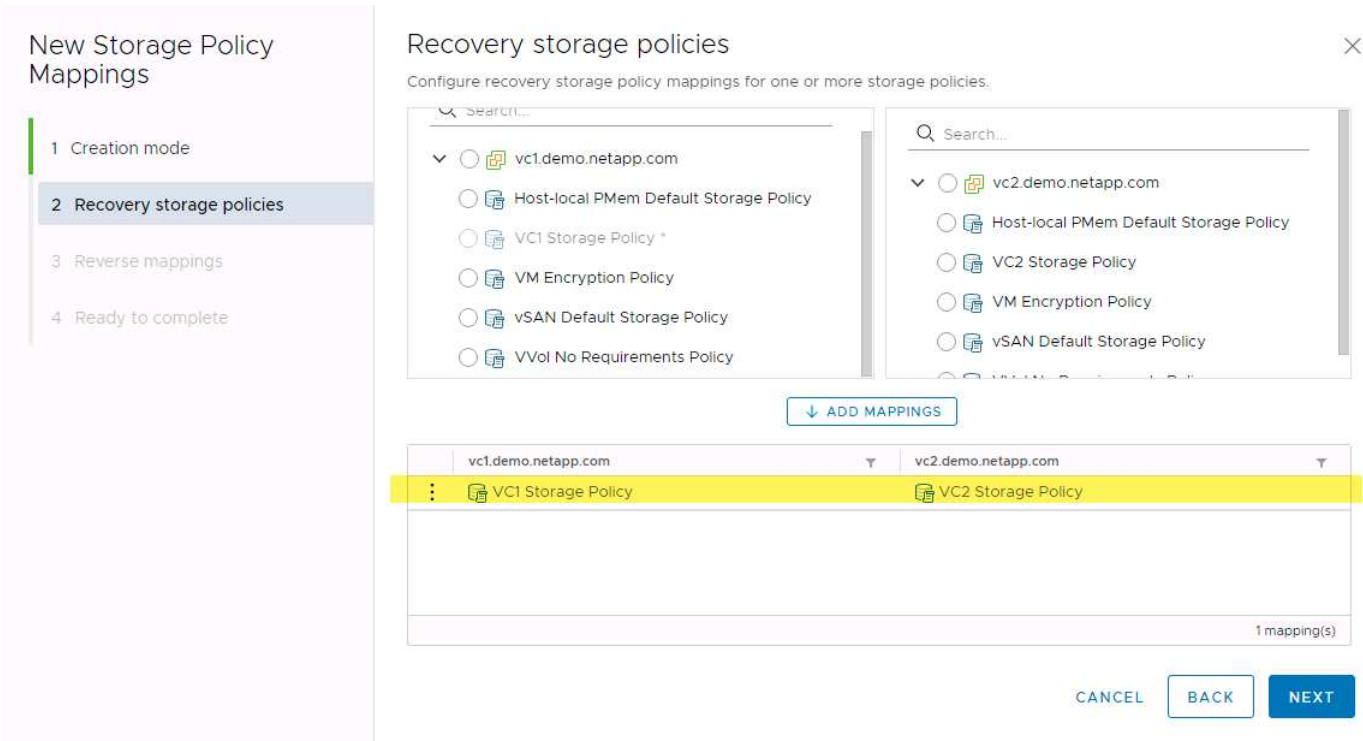 New Storage Policy
Mappings
1 Creation mode
2 Recovery storage policies
3 Reverse mappings
4 Ready to complete
Recovery storage policies
Configure recovery storage policy mappings for one or more storage policies.
Search...
vc1.demo.netapp.com
Host-local PMem Default Storage Policy
VC1 Storage Policy *
VM Encryption Policy
vSAN Default Storage Policy
VVol No Requirements Policy
Search...
vc2.demo.netapp.com
Host-local PMem Default Storage Policy
VC2 Storage Policy
VM Encryption Policy
vSAN Default Storage Policy
ADD MAPPINGS
vc1.demo.netapp.com vc2.demo.netapp.com
VC1 Storage Policy VC2 Storage Policy
1 mapping(s)
CANCEL BACK NEXT